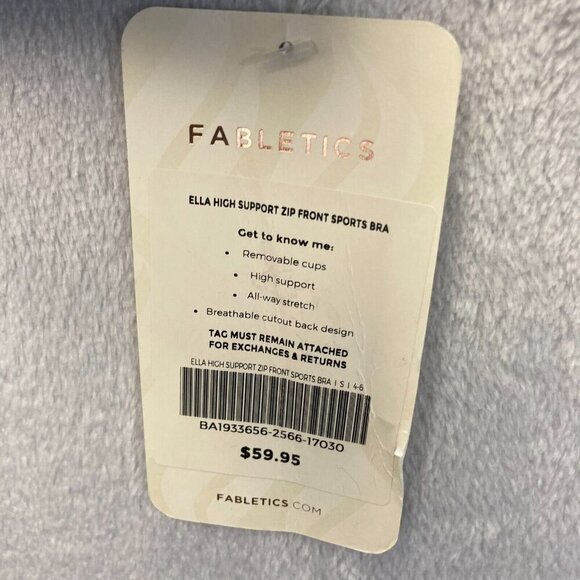 FABLETICS
ELLA HIGH SUPPORT ZIP FRONT SPORTS BRA
Get to know me:
• Removable cups
• High support
• All-way stretch
• Breathable cutout back design
TAG MUST REMAIN ATTACHED
FOR EXCHANGES & RETURNS
ELLA HIGH SUPPORT ZIP FRONT SPORTS BRA | S | 4-6
BA1933656-2566-17030
$59.95
FABLETICS.COM